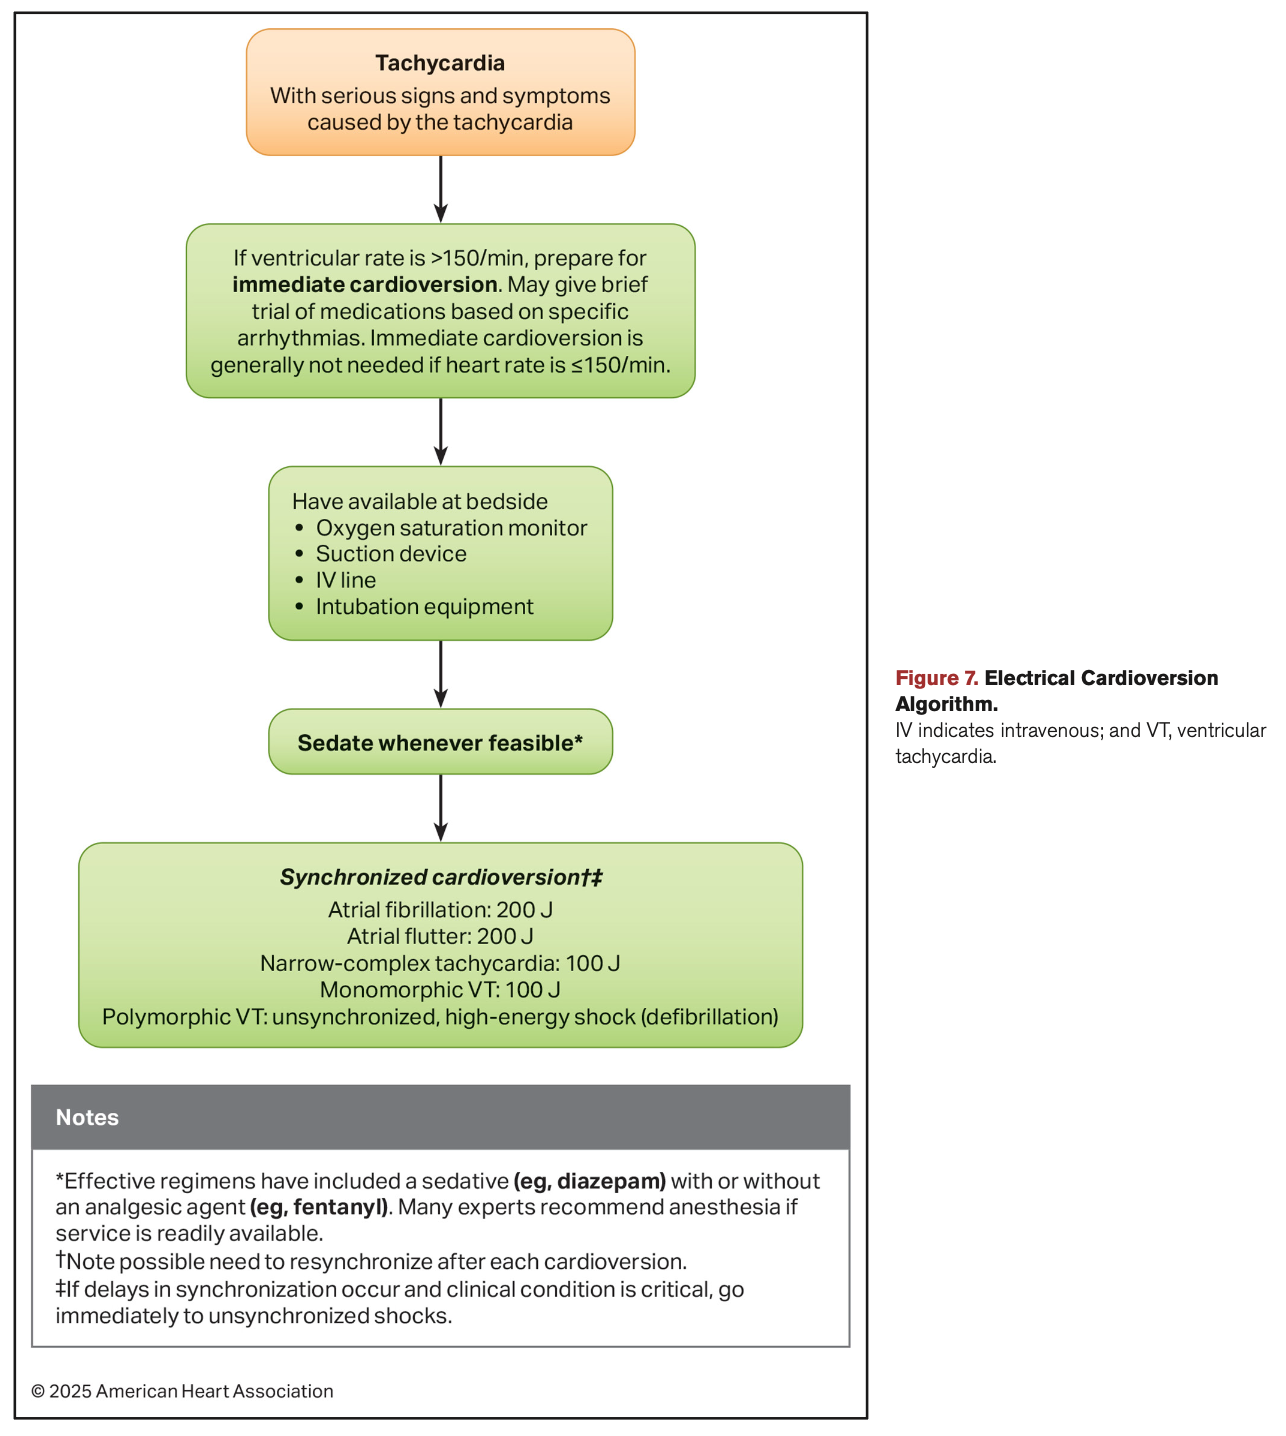 Tachycardia
With serious signs and symptoms
caused by the tachycardia
If ventricular rate is >150/min, prepare for
immediate cardioversion. May give brief
trial of medications based on specific
arrhythmias. Immediate cardioversion is
generally not needed if heart rate is ≤150/min.
Have available at bedside
• Oxygen saturation monitor
• Suction device
• IV line
• Intubation equipment
Sedate whenever feasible*
Synchronized cardioversion†‡
Atrial fibrillation: 200 J
Atrial flutter: 200 J
Narrow-complex tachycardia: 100 J
Monomorphic VT: 100 J
Polymorphic VT: unsynchronized, high-energy shock (defibrillation)
Notes
*Effective regimens have included a sedative (eg, diazepam) with or without
an analgesic agent (eg, fentanyl). Many experts recommend anesthesia if
service is readily available.
†Note possible need to resynchronize after each cardioversion.
‡If delays in synchronization occur and clinical condition is critical, go
immediately to unsynchronized shocks.
© 2025 American Heart Association
Figure 7. Electrical Cardioversion
Algorithm.
IV indicates intravenous; and VT, ventricular
tachycardia.